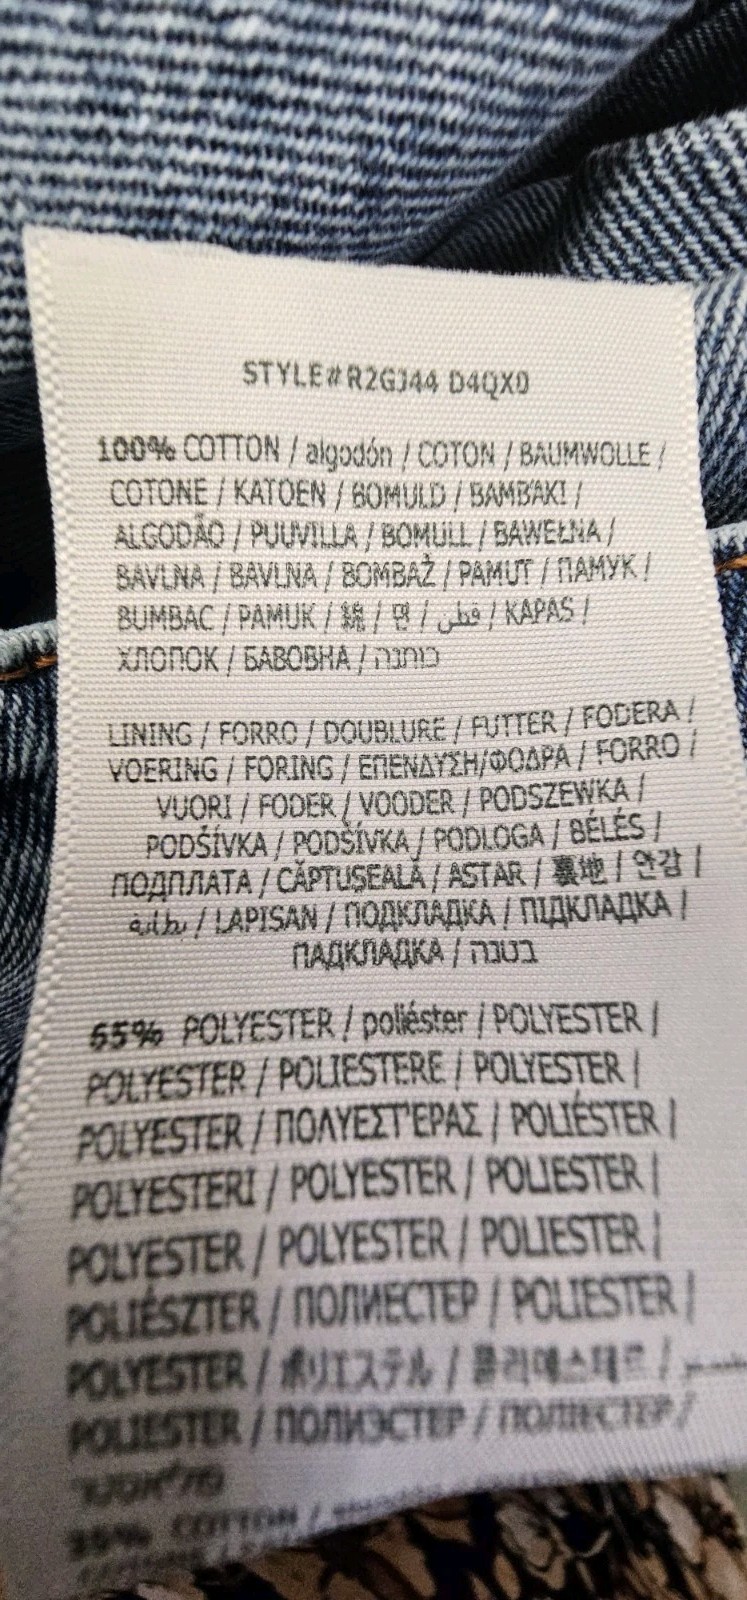 STYLE#R2GJ44 D4QX0
100% COTTON / algodón / COTON / BAUMWOLLE /
COTONE / KATOEN / BOMULD / BAMBAKI /
ALGODÃO / PUUVILLA / BOMULL / BAWEŁNA /
BAVLNA / BAVLNA / BOMBAŽ / PAMUT / ПАМУК /
BUMBAC / PAMUK / 綿 / 면 / قطن / KAPAS /
ХЛОПОК / БАВОВНА / כותנה
LINING / FORRO / DOUBLURE / FUTTER / FODERA /
VOERING / FORING / ΕΠΕΝΔΥΣΗ/ΦΟΔΡΑ / FORRO /
VUORI / FODER / VOODER / PODSZEWKA /
PODŠÍVKA / PODŠÍVKA / PODLOGA / BÉLÉS /
ПОДПЛАТА / CĂPTUŞEALĂ / ASTAR / 裏地 / 안감 /
بطانة / LAPISAN / ПОДКЛАДКА / ПІДКЛАДКА /
ПАДКЛАДКА / בטנה
65% POLYESTER / poliéster / POLYESTER /
POLYESTER / POLIESTERE / POLYESTER /
POLYESTER / ΠΟΛΥΕΣΤΈΡΑΣ / POLIÉSTER /
POLYESTERI / POLYESTER / POLIESTER /
POLYESTER / POLYESTER / POLIESTER /
POLIÉSZTER / ПОЛИЕСТЕР / POLIESTER /
POLYESTER / ポリエステル / 폴리에스테르 /
POLIESTER / ПОЛИЭСТЕР / ПОЛІЕСТЕР /
פוליאסטר
35% COTTON /